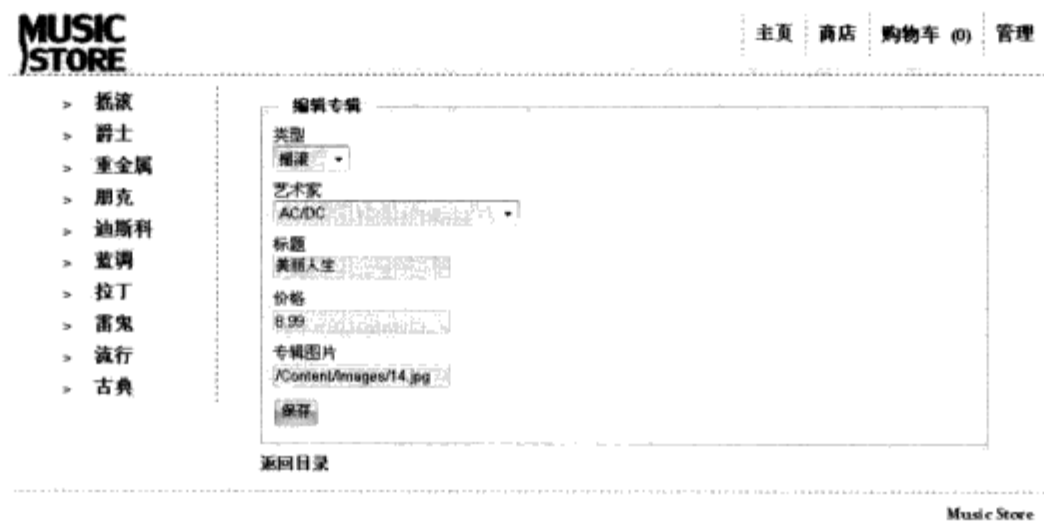 MUSIC
STORE
主页 商店 购物车 (0) 管理
> 摇滚
> 爵士
> 重金属
> 朋克
> 迪斯科
> 蓝调
> 拉丁
> 雷鬼
> 流行
> 古典
编辑专辑
类型
摇滚
艺术家
AC/DC
标题
美丽人生
价格
8.99
专辑图片
/Content/Images/14.jpg
保存
返回目录
Music Store